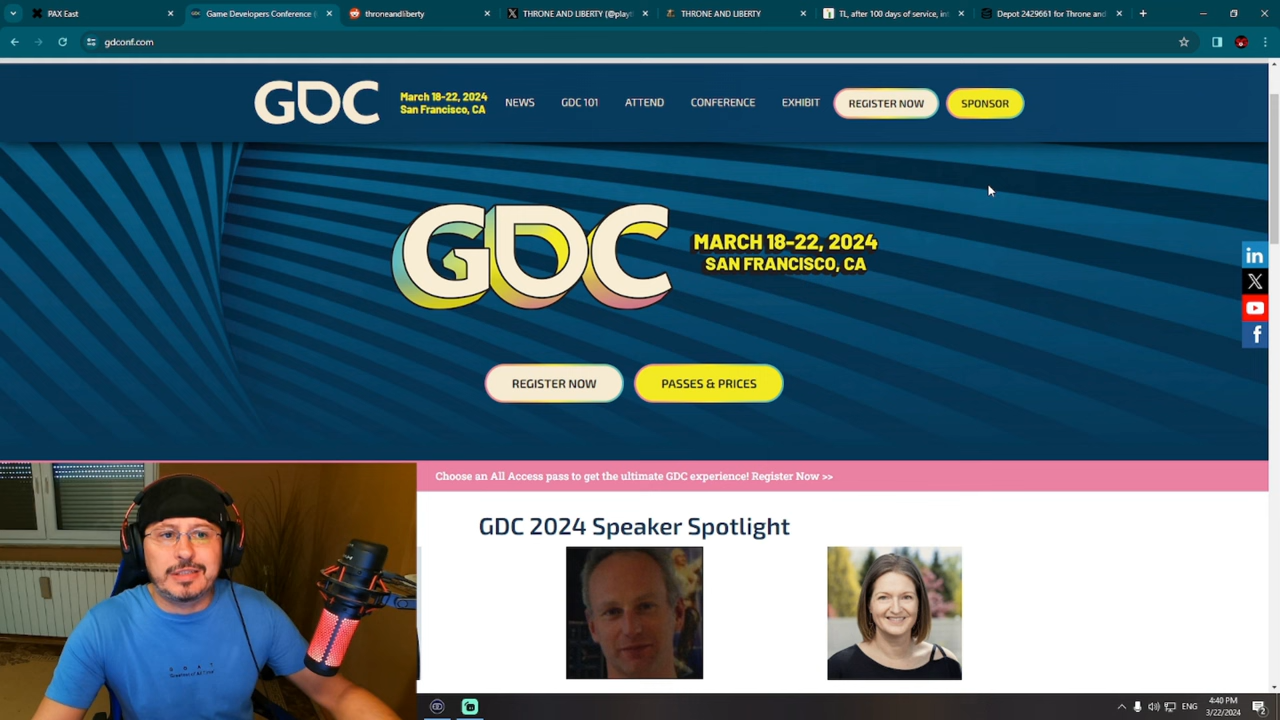 PAX East
Game Developers Conference (
throneandliberty
THRONE AND LIBERTY (@playt
THRONE AND LIBERTY
TL, after 100 days of service, in
Depot 2429661 for Throne and
gdconf.com
GDC
March 18-22, 2024
San Francisco, CA
NEWS
GDC 101
ATTEND
CONFERENCE
EXHIBIT
REGISTER NOW
SPONSOR
GDC
MARCH 18-22, 2024
SAN FRANCISCO, CA
in
X
f
REGISTER NOW
PASSES & PRICES
Choose an All Access pass to get the ultimate GDC experience! Register Now >>
GDC 2024 Speaker Spotlight
ENG
4:40 PM
3/22/2024
2